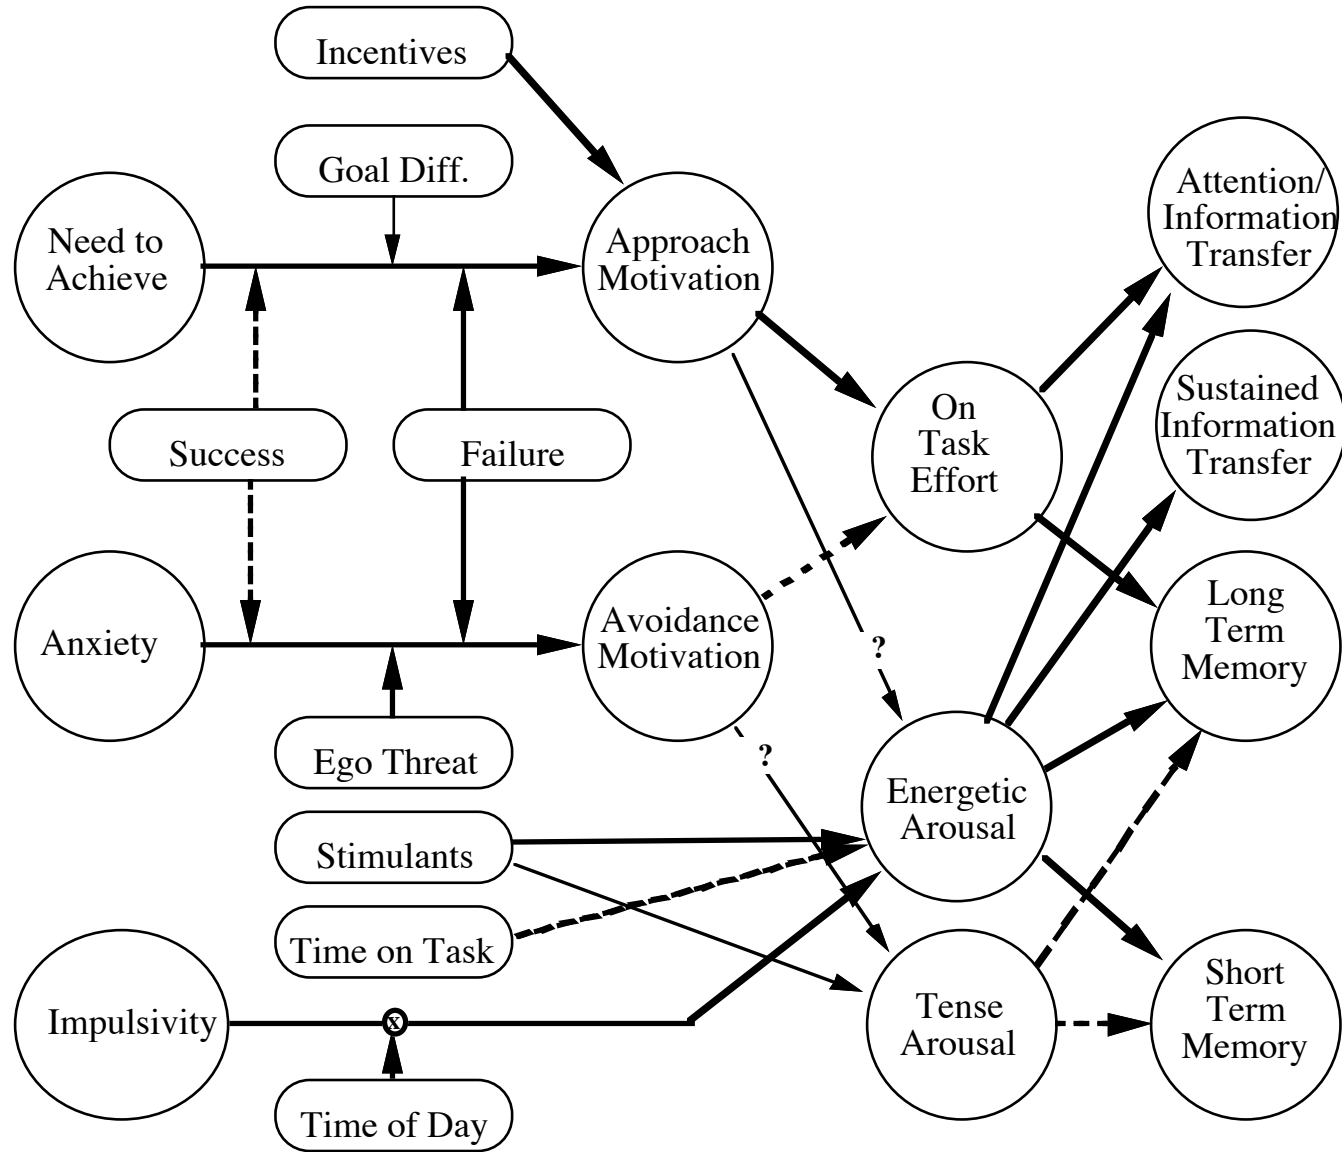 Incentives
Goal Diff.
Need to
Achieve
Approach
Motivation
Attention/
Information
Transfer
Success
Failure
On
Task
Effort
Sustained
Information
Transfer
Anxiety
Avoidance
Motivation
?
Long
Term
Memory
Ego Threat
?
Stimulants
Energetic
Arousal
Time on Task
Impulsivity
x
Tense
Arousal
Short
Term
Memory
Time of Day